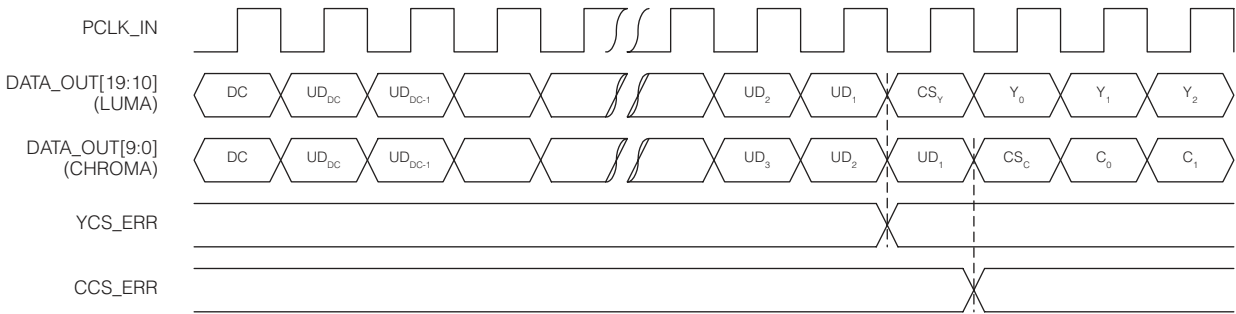 PCLK_IN
DATA_OUT[19:10]
(LUMA)
DC UD_DC UD_DC-1 UD_2 UD_1 CS_Y Y_0 Y_1 Y_2
DATA_OUT[9:0]
(CHROMA)
DC UD_DC UD_DC-1 UD_3 UD_2 UD_1 CS_C C_0 C_1
YCS_ERR
CCS_ERR